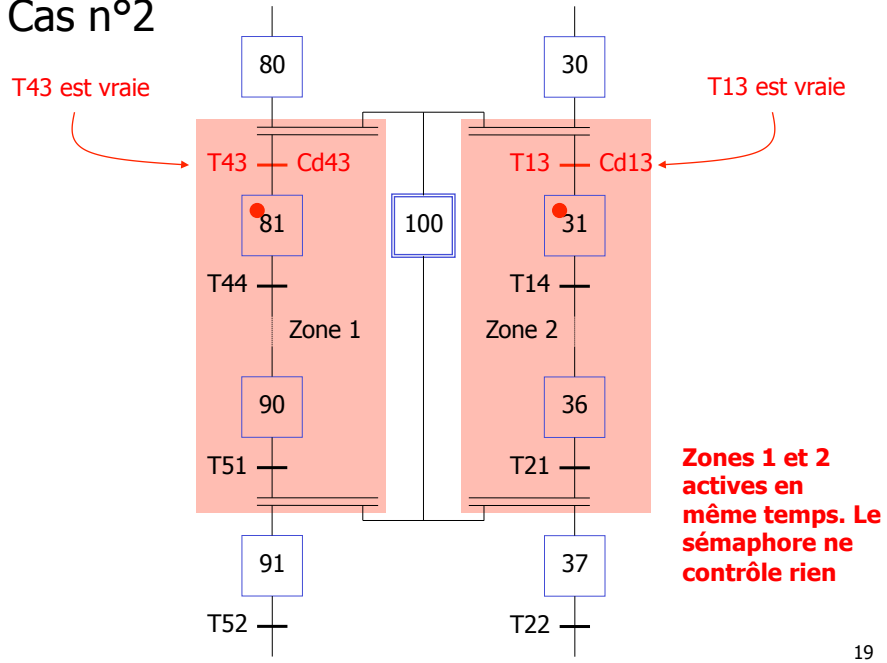 Cas n°2
80
30
T43 est vraie
T13 est vraie
T43
Cd43
T13
Cd13
81
100
31
T44
T14
Zone 1
Zone 2
90
36
T51
T21
Zones 1 et 2
actives en
même temps. Le
sémaphore ne
contrôle rien
91
37
T52
T22
19